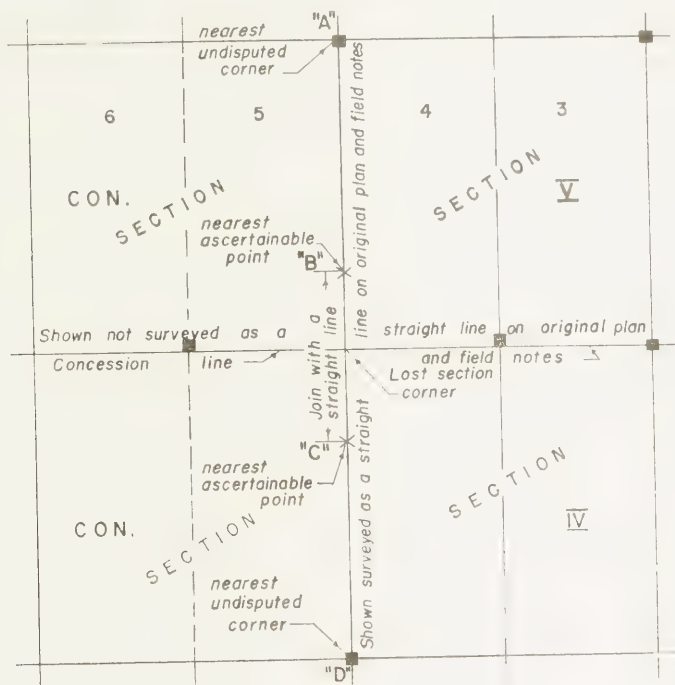 "A"
nearest
undisputed
corner
6
5
4
3
CON.
SECTION
SECTION
V
nearest
ascertainable
point
"B"
Join with a
straight line
Shown surveyed as a straight line on original plan and field notes
Shown not surveyed as a straight line on original plan
Concession line and field notes
Lost section
corner
"C"
nearest
ascertainable
point
CON.
SECTION
SECTION
IV
nearest
undisputed
corner
"D"